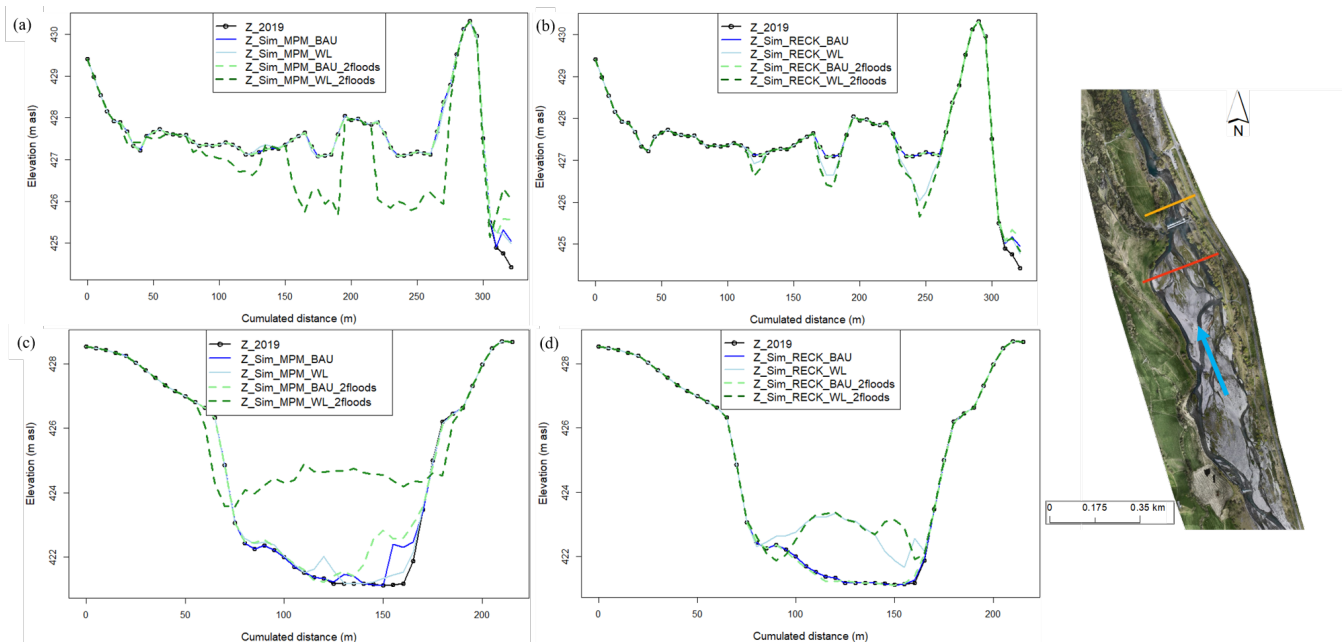 (a)
Z_2019
Z_Sim_MPM_BAU
Z_Sim_MPM_WL
Z_Sim_MPM_BAU_2floods
Z_Sim_MPM_WL_2floods
Elevation (m asl)
430
429
428
427
426
425
0 50 100 150 200 250 300
Cumulated distance (m)
(b)
Z_2019
Z_Sim_RECK_BAU
Z_Sim_RECK_WL
Z_Sim_RECK_BAU_2floods
Z_Sim_RECK_WL_2floods
Elevation (m asl)
430
429
428
427
426
425
0 50 100 150 200 250 300
Cumulated distance (m)
(c)
Z_2019
Z_Sim_MPM_BAU
Z_Sim_MPM_WL
Z_Sim_MPM_BAU_2floods
Z_Sim_MPM_WL_2floods
Elevation (m asl)
428
426
424
422
0 50 100 150 200
Cumulated distance (m)
(d)
Z_2019
Z_Sim_RECK_BAU
Z_Sim_RECK_WL
Z_Sim_RECK_BAU_2floods
Z_Sim_RECK_WL_2floods
Elevation (m asl)
428
426
424
422
0 50 100 150 200
Cumulated distance (m)
N
0 0.175 0.35 km